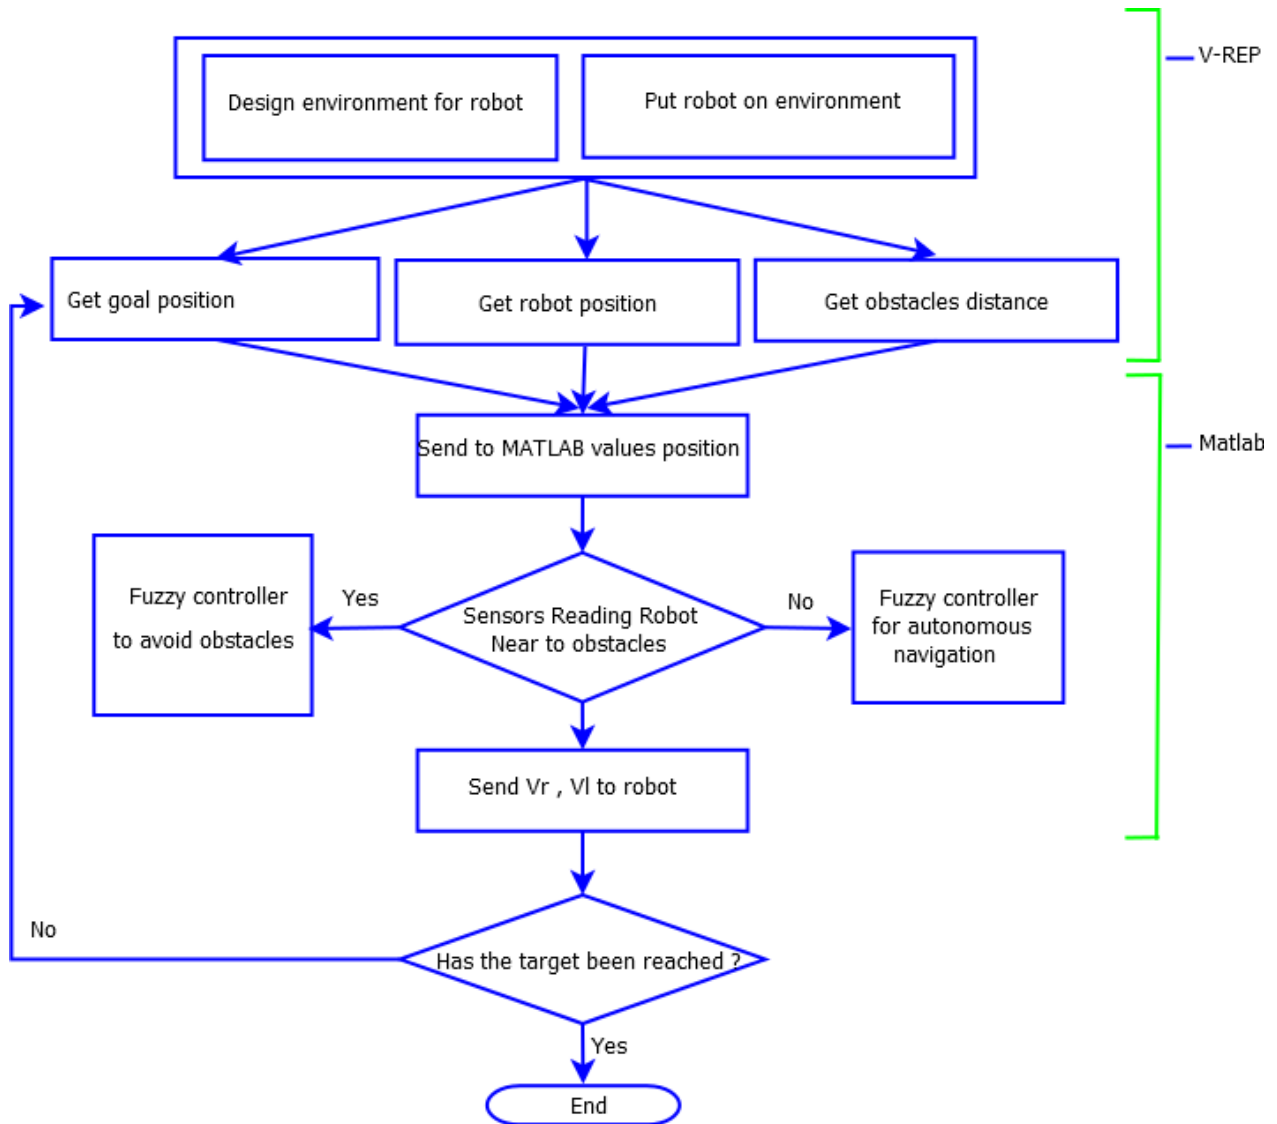 V-REP
Design environment for robot
Put robot on environment
Get goal position
Get robot position
Get obstacles distance
Send to MATLAB values position
Matlab
Fuzzy controller
to avoid obstacles
Yes
Sensors Reading Robot
Near to obstacles
No
Fuzzy controller
for autonomous
navigation
Send Vr , Vl to robot
No
Has the target been reached ?
Yes
End